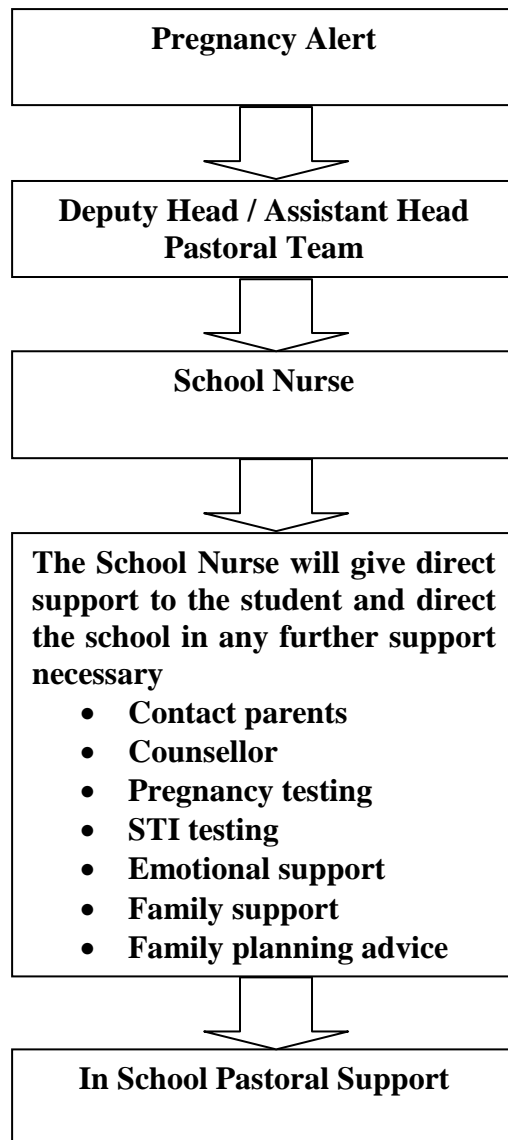 Pregnancy Alert
Deputy Head / Assistant Head
Pastoral Team
School Nurse
The School Nurse will give direct
support to the student and direct
the school in any further support
necessary
• Contact parents
• Counsellor
• Pregnancy testing
• STI testing
• Emotional support
• Family support
• Family planning advice
In School Pastoral Support